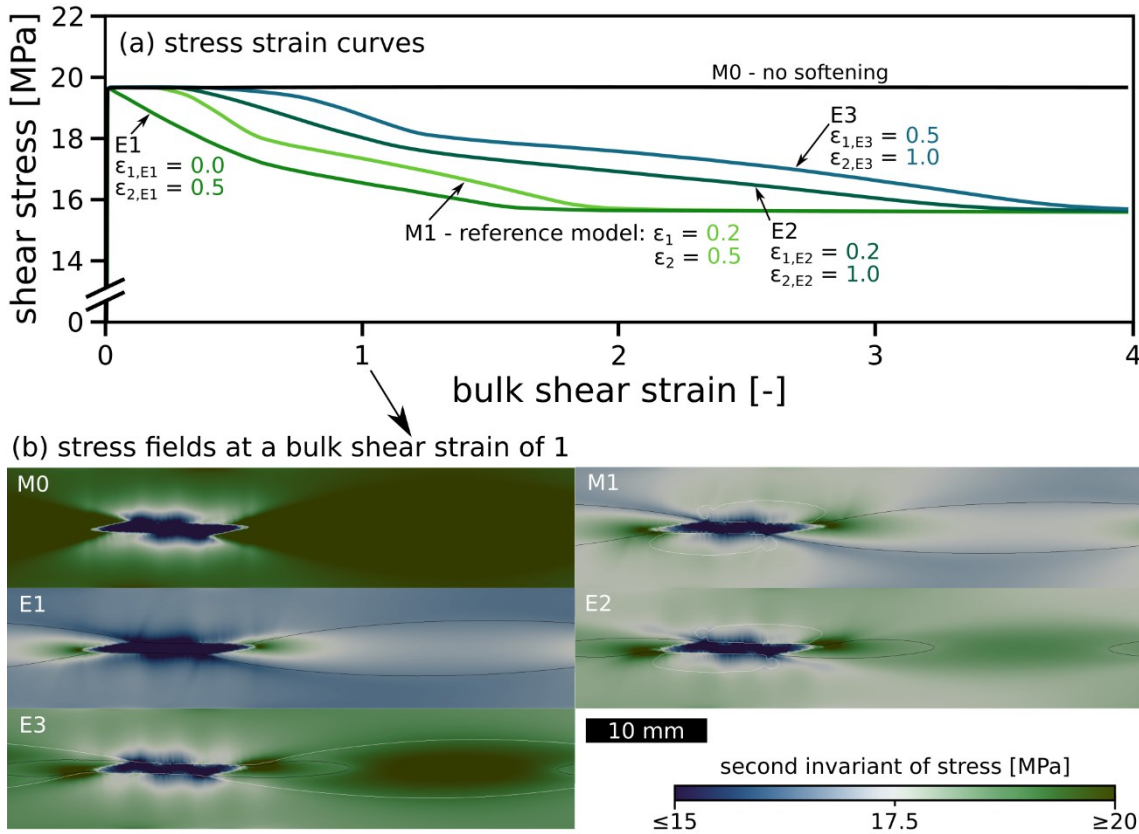 22
(a) stress strain curves
20
M0 - no softening
18
E1
ε1,E1 = 0.0
ε2,E1 = 0.5
E3
ε1,E3 = 0.5
ε2,E3 = 1.0
16
M1 - reference model: ε1 = 0.2
ε2 = 0.5
E2
ε1,E2 = 0.2
ε2,E2 = 1.0
14
0
shear stress [MPa]
0 1 2 3 4
bulk shear strain [-]
(b) stress fields at a bulk shear strain of 1
M0
M1
E1
E2
E3
10 mm
second invariant of stress [MPa]
≤15 17.5 ≥20